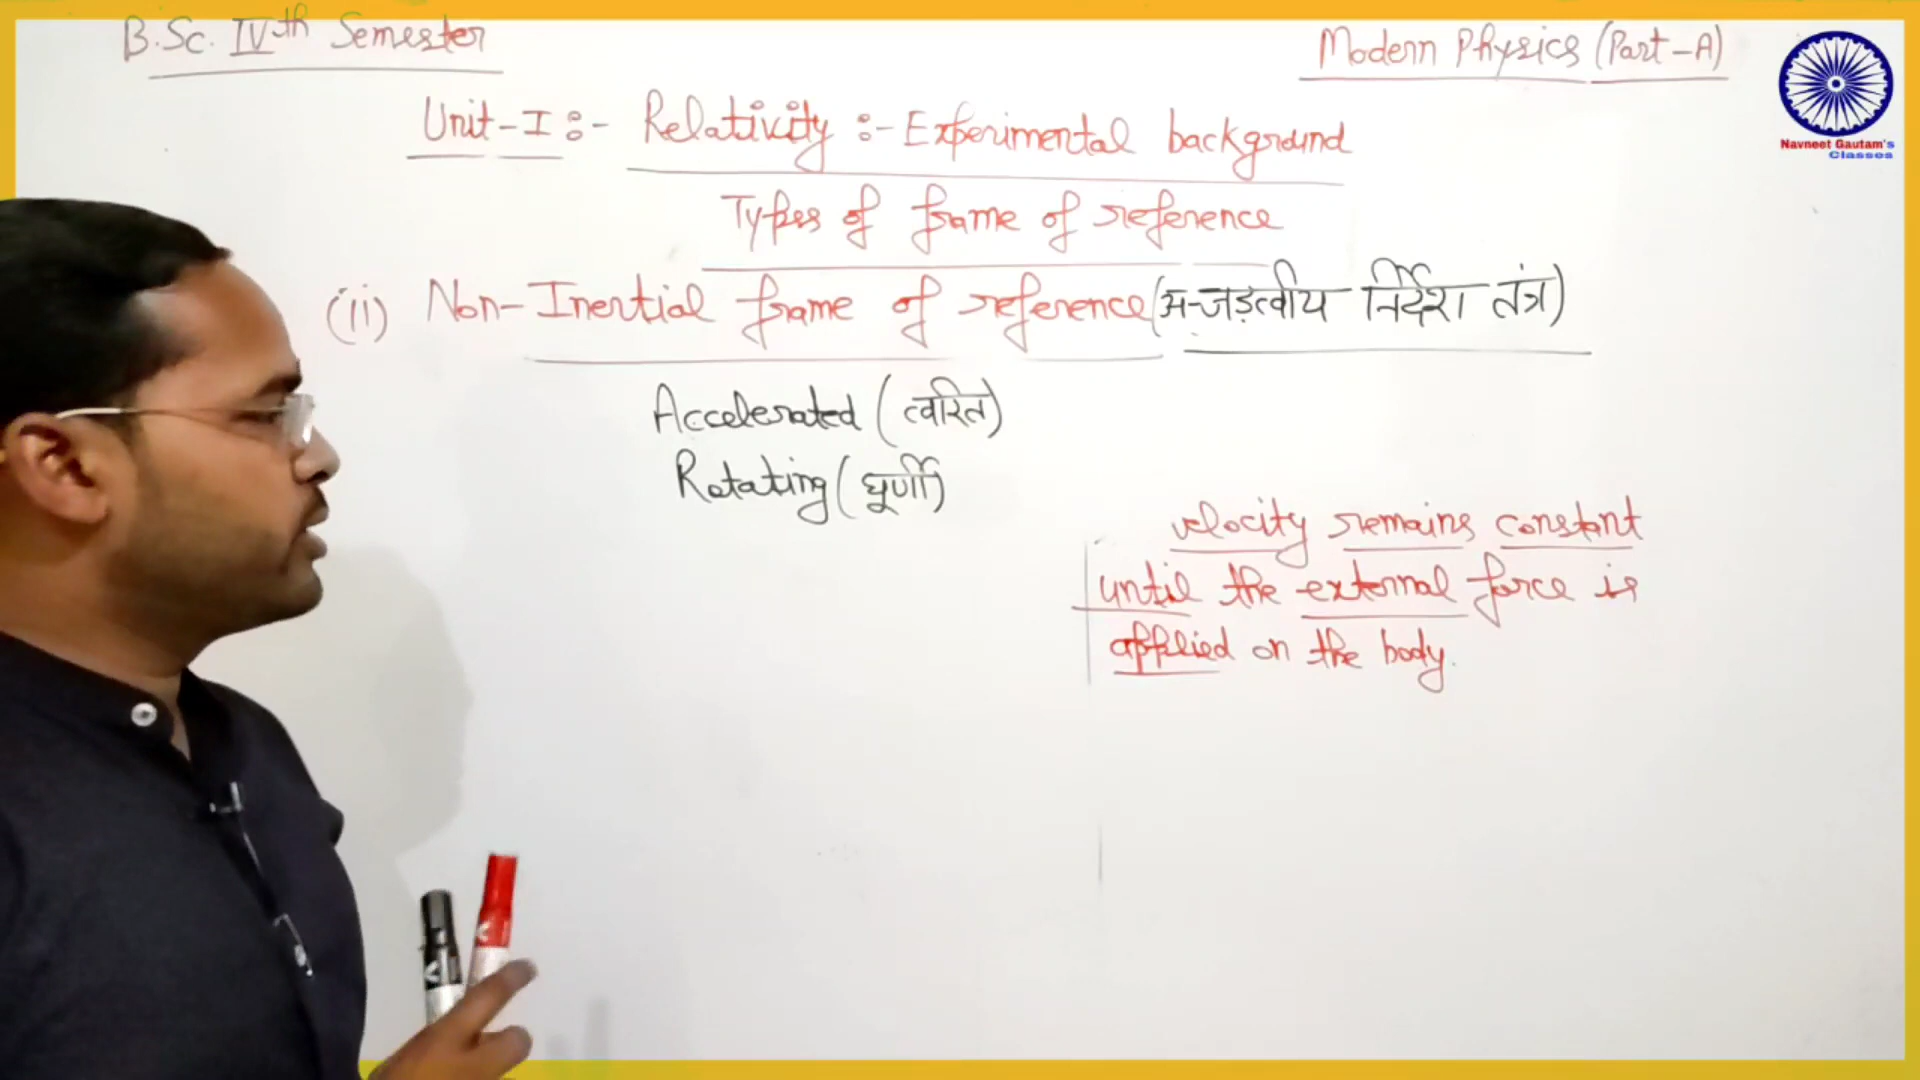 B.Sc. IVth Semester
Modern Physics (Part-A)
Navneet Gautam's
Classes
Unit-I :- Relativity :- Experimental background
Types of frame of reference
(ii) Non-Inertial frame of reference (अ-जड़त्वीय निर्देश तंत्र)
Accelerated (त्वरित)
Rotating (घूर्णी)
velocity remains constant
until the external force is
applied on the body.